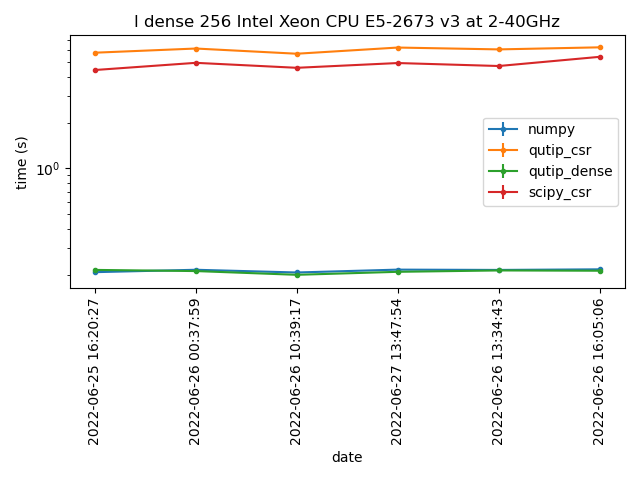 l dense 256 Intel Xeon CPU E5-2673 v3 at 2-40GHz
time (s)
10⁰
numpy
qutip_csr
qutip_dense
scipy_csr
2022-06-25 16:20:27
2022-06-26 00:37:59
2022-06-26 10:39:17
2022-06-27 13:47:54
2022-06-26 13:34:43
2022-06-26 16:05:06
date